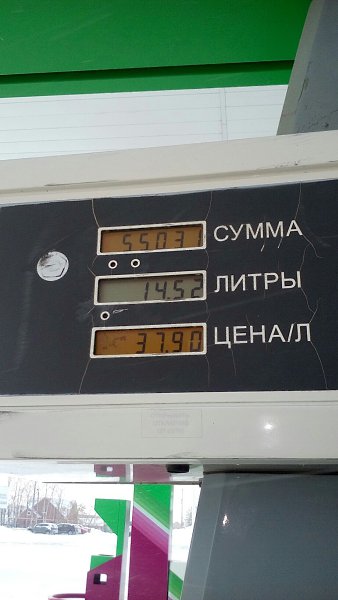 550.31 СУММА
14.52 ЛИТРЫ
37.90 ЦЕНА/Л